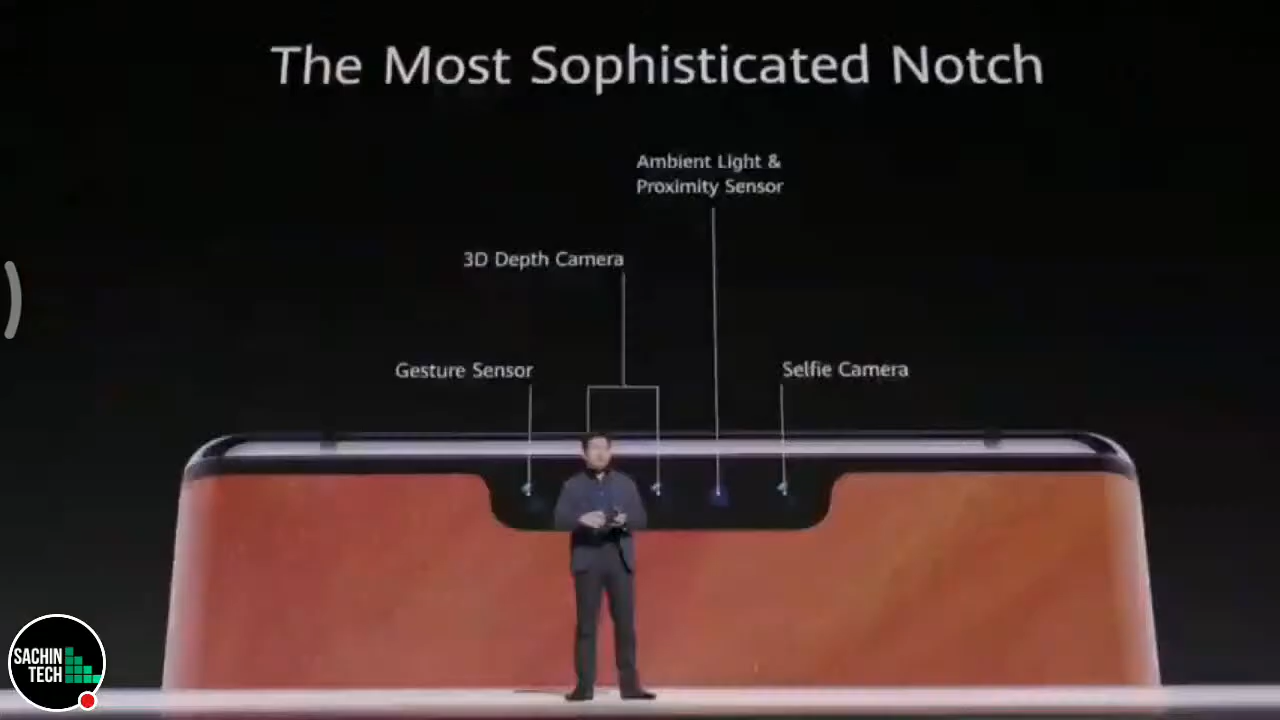 The Most Sophisticated Notch
Ambient Light &
Proximity Sensor
3D Depth Camera
Gesture Sensor
Selfie Camera
SACHIN
TECH